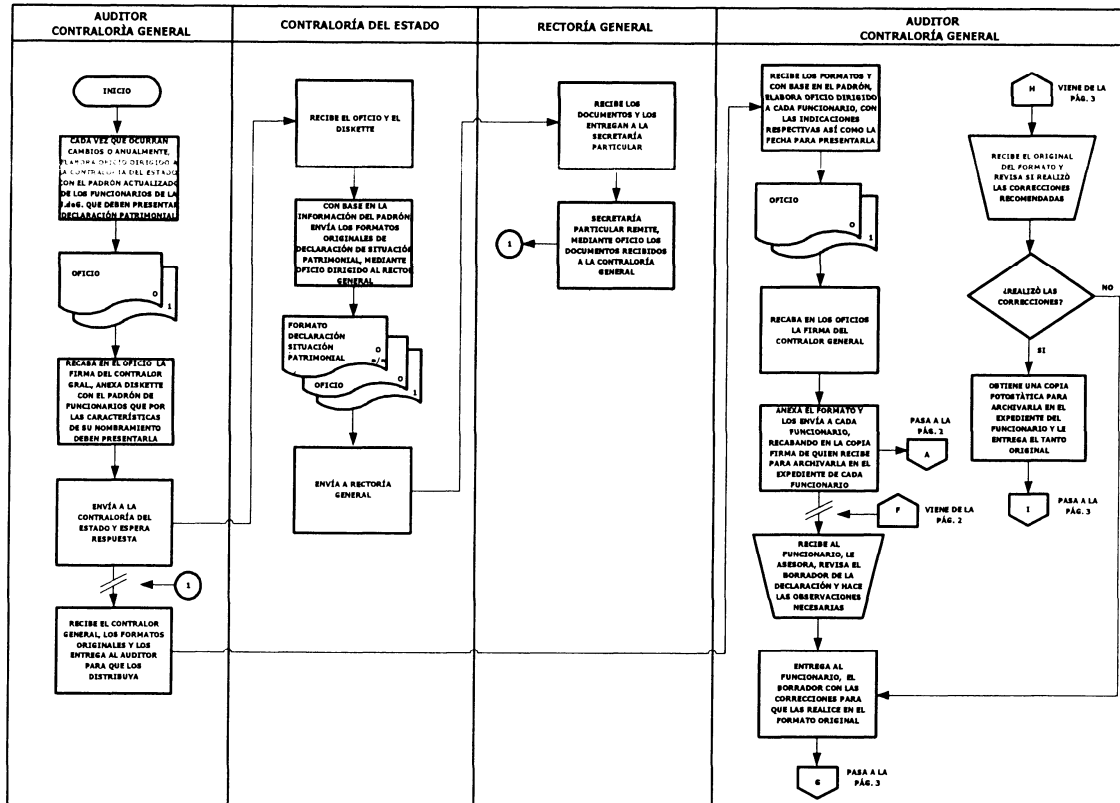 AUDITOR
CONTRALORÌA GENERAL
CONTRALORÍA DEL ESTADO
RECTORÍA GENERAL
AUDITOR
CONTRALORÍA GENERAL
INICIO
CADA VEZ QUE OCURRAN
CAMBIOS O ANUALMENTE,
ELABORA OFICIO DIRIGIDO A
LA CONTRALORIA DEL ESTADO
CON EL PADRÓN ACTUALIZADO
DE LOS FUNCIONARIOS DE LA
QUE DEBEN PRESENTAR
DECLARACIÓN PATRIMONIAL
OFICIO
O
1
RECABA EN EL OFICIO LA
FIRMA DEL CONTRALOR
GRAL, ANEXA DISKETTE
CON EL PADRÓN DE
FUNCIONARIOS QUE POR
LAS CARACTERÍSTICAS
DE SU NOMBRAMIENTO
DEBEN PRESENTARLA
ENVÍA A LA
CONTRALORÍA DEL
ESTADO Y ESPERA
RESPUESTA
1
RECIBE EL CONTRALOR
GENERAL, LOS FORMATOS
ORIGINALES Y LOS
ENTREGA AL AUDITOR
PARA QUE LOS
DISTRIBUYA
RECIBE EL OFICIO Y EL
DISKETTE
CON BASE EN LA
INFORMACIÓN DEL PADRÓN
ENVÍA LOS FORMATOS
ORIGINALES DE
DECLARACIÓN DE SITUACIÓN
PATRIMONIAL, MEDIANTE
OFICIO DIRIGIDO AL RECTOR
GENERAL
FORMATO
DECLARACIÓN
SITUACIÓN
PATRIMONIAL
O
OFICIO
O
1
ENVÍA A RECTORÍA
GENERAL
RECIBE LOS
DOCUMENTOS Y LOS
ENTREGAN A LA
SECRETARÍA
PARTICULAR
SECRETARÍA
PARTICULAR REMITE,
MEDIANTE OFICIO LOS
DOCUMENTOS RECIBIDOS
A LA CONTRALORÍA
GENERAL
1
RECIBE LOS FORMATOS Y
CON BASE EN EL PADRÓN,
ELABORA OFICIO DIRIGIDO
A CADA FUNCIONARIO, CON
LAS INDICACIONES
RESPECTIVAS ASÍ COMO LA
FECHA PARA PRESENTARLA
OFICIO
O
1
RECABA EN LOS OFICIOS
LA FIRMA DEL
CONTRALOR GENERAL
ANEXA EL FORMATO Y
LOS ENVÍA A CADA
FUNCIONARIO,
RECABANDO EN LA COPIA
FIRMA DE QUIEN RECIBE
PARA ARCHIVARLA EN EL
EXPEDIENTE DE CADA
FUNCIONARIO
PASA A LA
PÁG. 2
A
F
VIENE DE LA
PÁG. 2
RECIBE AL
FUNCIONARIO, LE
ASESORA, REVISA EL
BORRADOR DE LA
DECLARACIÓN Y HACE
LAS OBSERVACIONES
NECESARIAS
ENTREGA AL
FUNCIONARIO, EL
BORRADOR CON LAS
CORRECCIONES PARA
QUE LAS REALICE EN EL
FORMATO ORIGINAL
G
PASA A LA
PÁG. 3
H
VIENE DE LA
PÁG. 3
RECIBE EL ORIGINAL
DEL FORMATO Y
REVISA SI REALIZÓ
LAS CORRECCIONES
RECOMENDADAS
¿REALIZÒ LAS
CORRECCIONES?
NO
SI
OBTIENE UNA COPIA
FOTOSTÀTICA PARA
ARCHIVARLA EN EL
EXPEDIENTE DEL
FUNCIONARIO Y LE
ENTREGA EL TANTO
ORIGINAL
I
PASA A LA
PÁG. 3